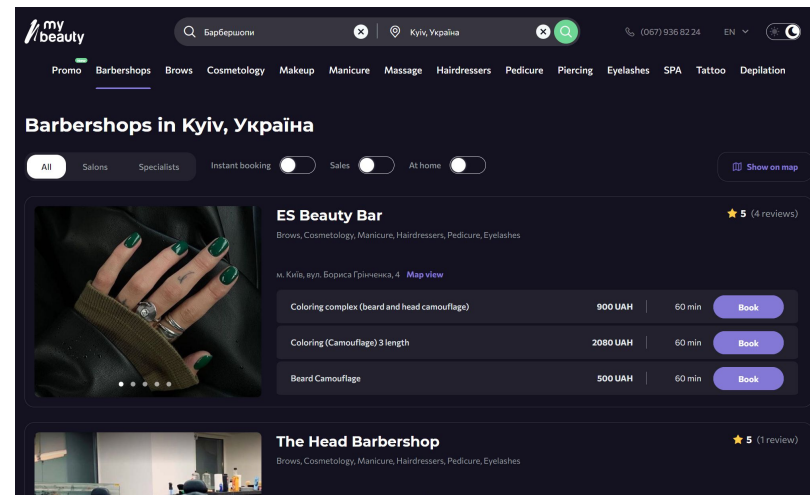 my beauty
Барбершопи
Kyiv, Україна
(067) 936 82 24
EN
Promo
Barbershops
Brows
Cosmetology
Makeup
Manicure
Massage
Hairdressers
Pedicure
Piercing
Eyelashes
SPA
Tattoo
Depilation
Barbershops in Kyiv, Україна
All
Salons
Specialists
Instant booking
Sales
At home
Show on map
ES Beauty Bar
5 (4 reviews)
Brows, Cosmetology, Manicure, Hairdressers, Pedicure, Eyelashes
м. Київ, вул. Бориса Грінченка, 4 Map view
Coloring complex (beard and head camouflage) 900 UAH 60 min Book
Coloring (Camouflage) 3 length 2080 UAH 60 min Book
Beard Camouflage 500 UAH 60 min Book
The Head Barbershop
5 (1 review)
Brows, Cosmetology, Manicure, Hairdressers, Pedicure, Eyelashes